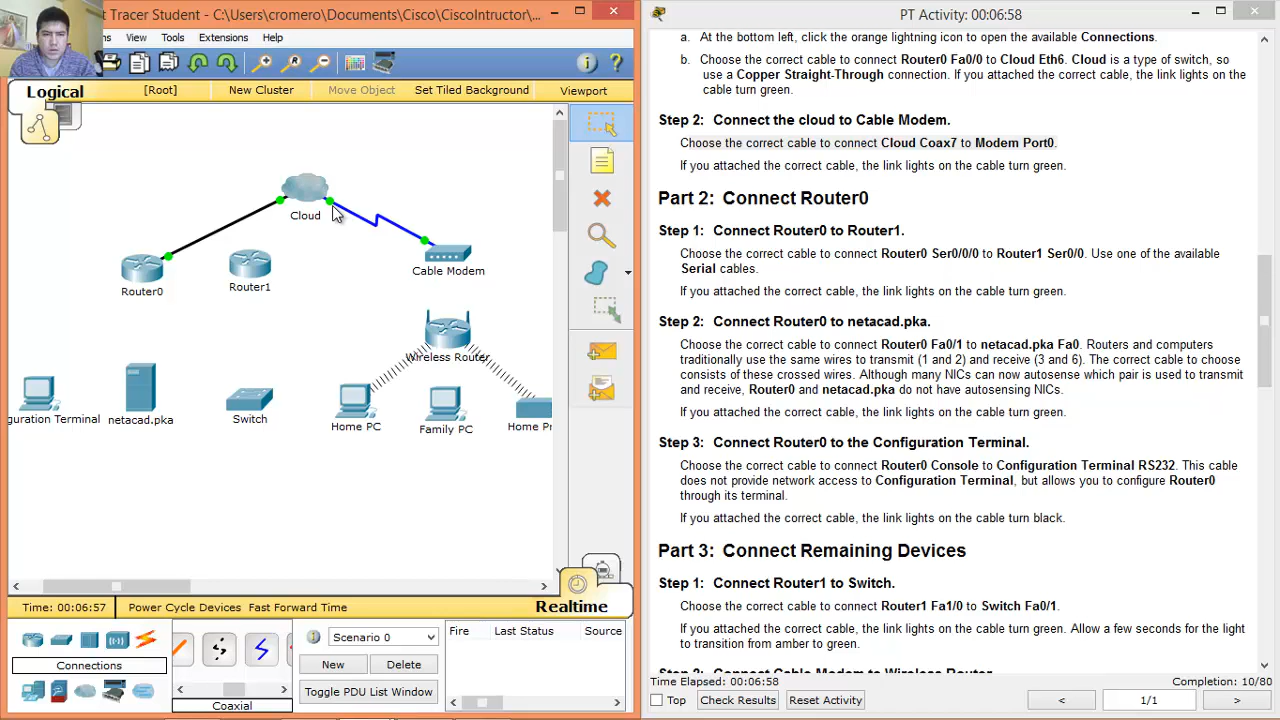 t Tracer Student - C:\Users\cromero\Documents\Cisco\CiscoIntructor\...
View Tools Extensions Help
Logical [Root] New Cluster Move Object Set Tiled Background Viewport
Cloud
Cable Modem
Router0
Router1
Wireless Router
guration Terminal
netacad.pka
Switch
Home PC
Family PC
Home Pr
Realtime
Time: 00:06:57 Power Cycle Devices Fast Forward Time
Scenario 0
Fire Last Status Source
Connections
New Delete
Toggle PDU List Window
Coaxial
PT Activity: 00:06:58
a. At the bottom left, click the orange lightning icon to open the available Connections.
b. Choose the correct cable to connect Router0 Fa0/0 to Cloud Eth6. Cloud is a type of switch, so
use a Copper Straight-Through connection. If you attached the correct cable, the link lights on the
cable turn green.
Step 2: Connect the cloud to Cable Modem.
Choose the correct cable to connect Cloud Coax7 to Modem Port0.
If you attached the correct cable, the link lights on the cable turn green.
Part 2: Connect Router0
Step 1: Connect Router0 to Router1.
Choose the correct cable to connect Router0 Ser0/0/0 to Router1 Ser0/0. Use one of the available
Serial cables.
If you attached the correct cable, the link lights on the cable turn green.
Step 2: Connect Router0 to netacad.pka.
Choose the correct cable to connect Router0 Fa0/1 to netacad.pka Fa0. Routers and computers
traditionally use the same wires to transmit (1 and 2) and receive (3 and 6). The correct cable to choose
consists of these crossed wires. Although many NICs can now autosense which pair is used to transmit
and receive, Router0 and netacad.pka do not have autosensing NICs.
If you attached the correct cable, the link lights on the cable turn green.
Step 3: Connect Router0 to the Configuration Terminal.
Choose the correct cable to connect Router0 Console to Configuration Terminal RS232. This cable
does not provide network access to Configuration Terminal, but allows you to configure Router0
through its terminal.
If you attached the correct cable, the link lights on the cable turn black.
Part 3: Connect Remaining Devices
Step 1: Connect Router1 to Switch.
Choose the correct cable to connect Router1 Fa1/0 to Switch Fa0/1.
If you attached the correct cable, the link lights on the cable turn green. Allow a few seconds for the light
to transition from amber to green.
Step 2: Connect Cable Modem to Wireless Router
Time Elapsed: 00:06:58 Completion: 10/80
Top Check Results Reset Activity < 1/1 >